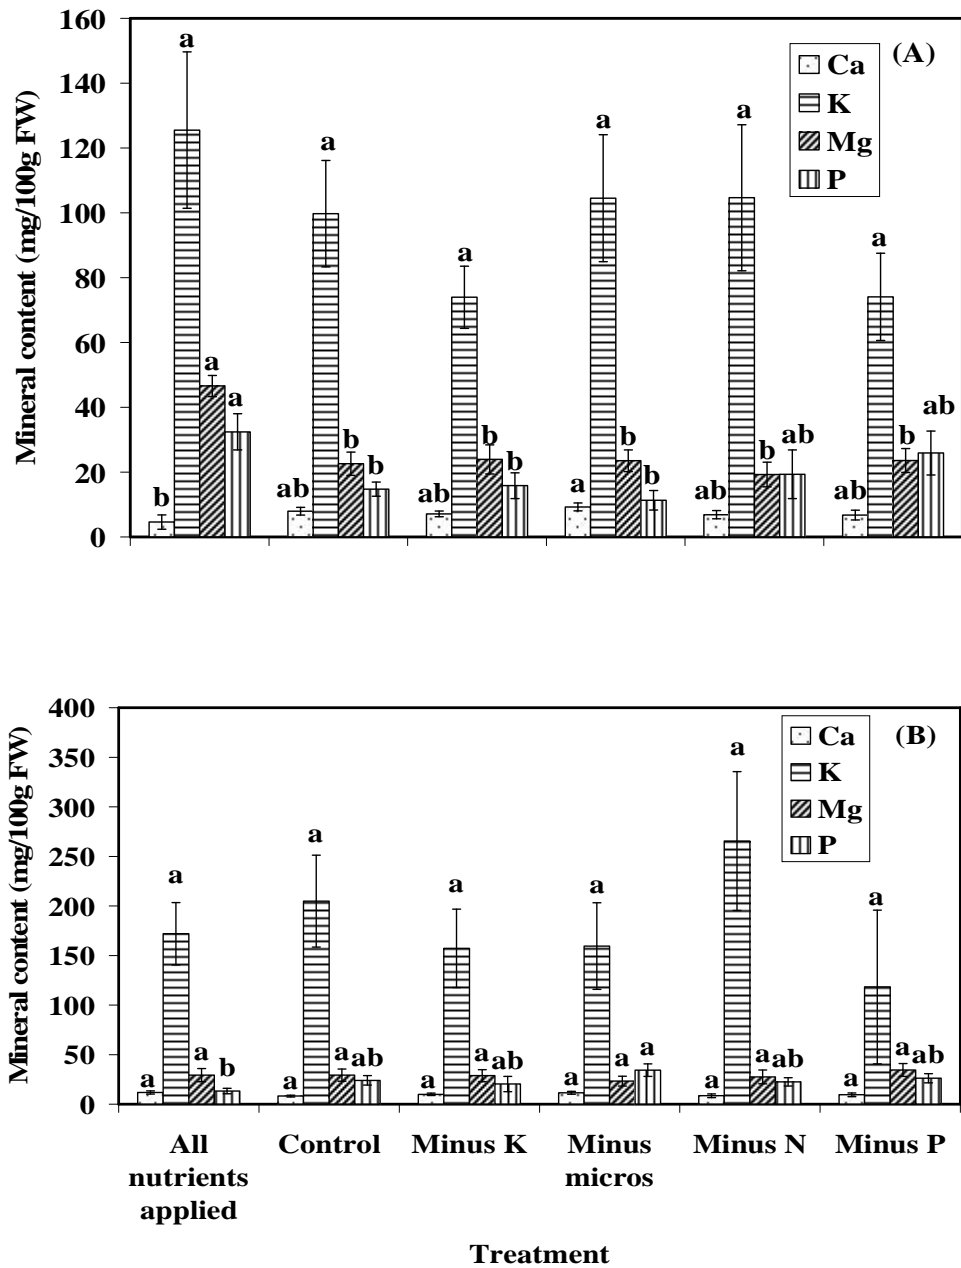 160
140
120
100
80
60
40
20
0
Mineral content (mg/100g FW)
(A)
Ca
K
Mg
P
b a a a
ab a b b
ab a b b
a a b b
ab a b ab
ab a b ab
400
350
300
250
200
150
100
50
0
Mineral content (mg/100g FW)
(B)
Ca
K
Mg
P
a a a b
a a a ab
a a a ab
a a a a
a a a ab
a a a ab
All
nutrients
applied
Control
Minus K
Minus
micros
Minus N
Minus P
Treatment